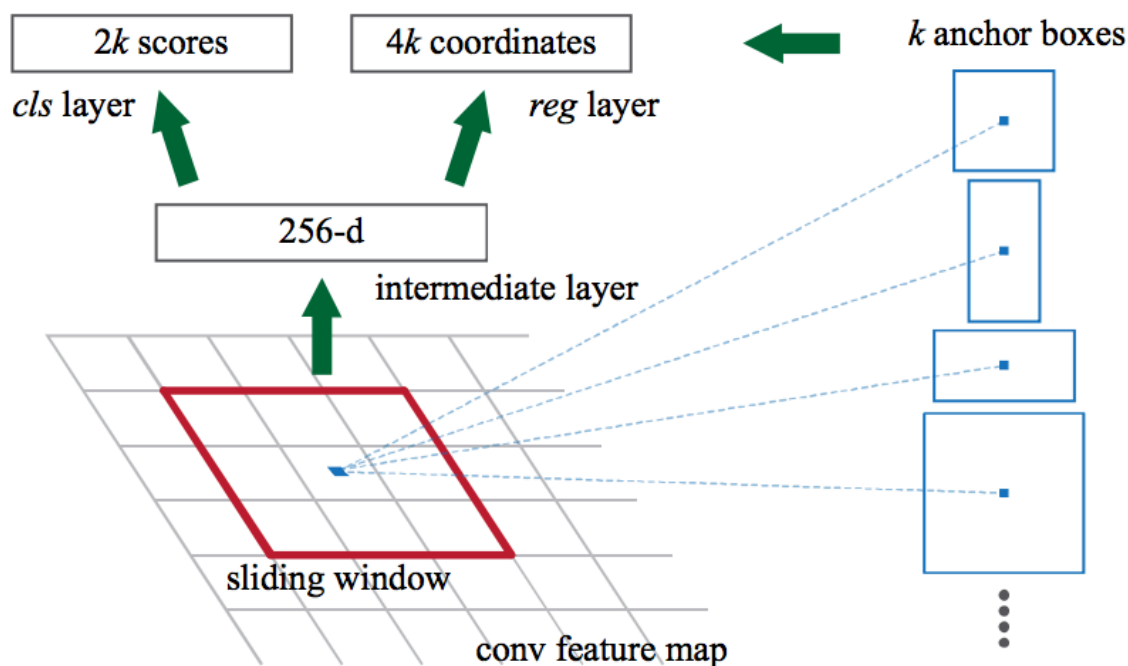 2k scores
4k coordinates
k anchor boxes
cls layer
reg layer
256-d
intermediate layer
sliding window
conv feature map